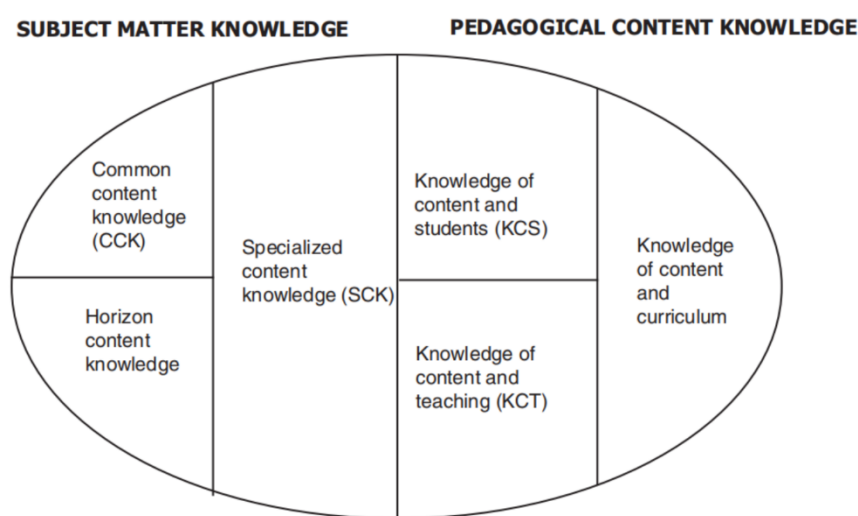 SUBJECT MATTER KNOWLEDGE
PEDAGOGICAL CONTENT KNOWLEDGE
Common
content
knowledge
(CCK)
Horizon
content
knowledge
Specialized
content
knowledge (SCK)
Knowledge of
content and
students (KCS)
Knowledge of
content and
teaching (KCT)
Knowledge
of content
and
curriculum